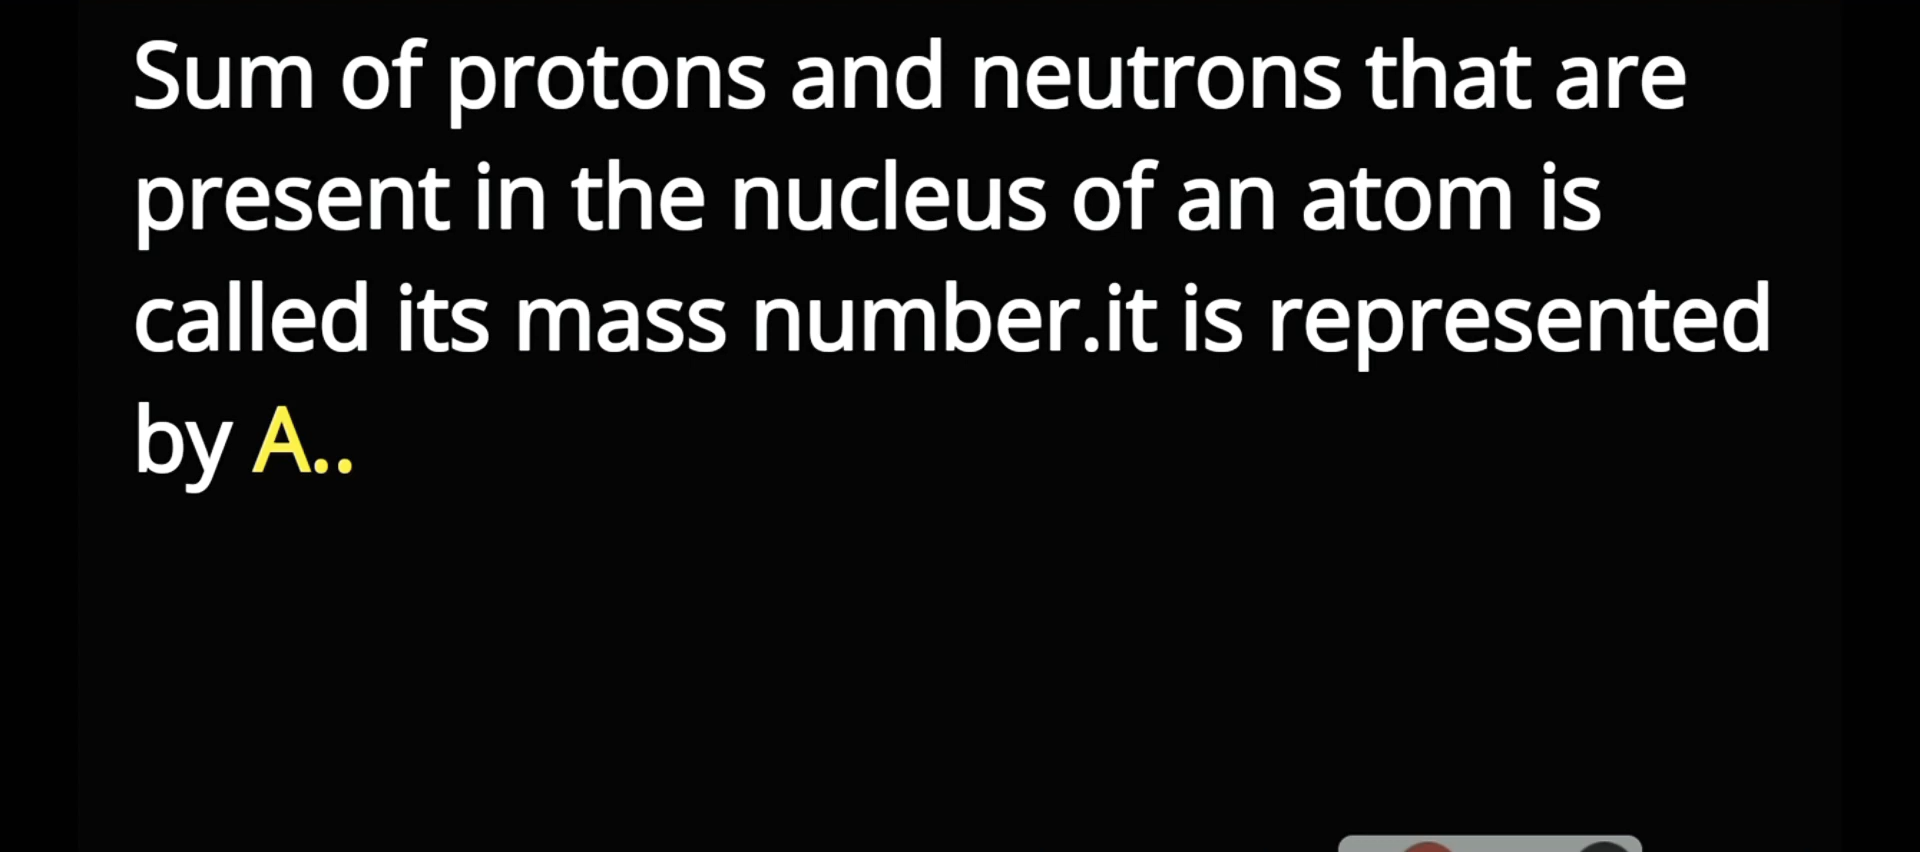 Sum of protons and neutrons that are
present in the nucleus of an atom is
called its mass number.it is represented
by A..